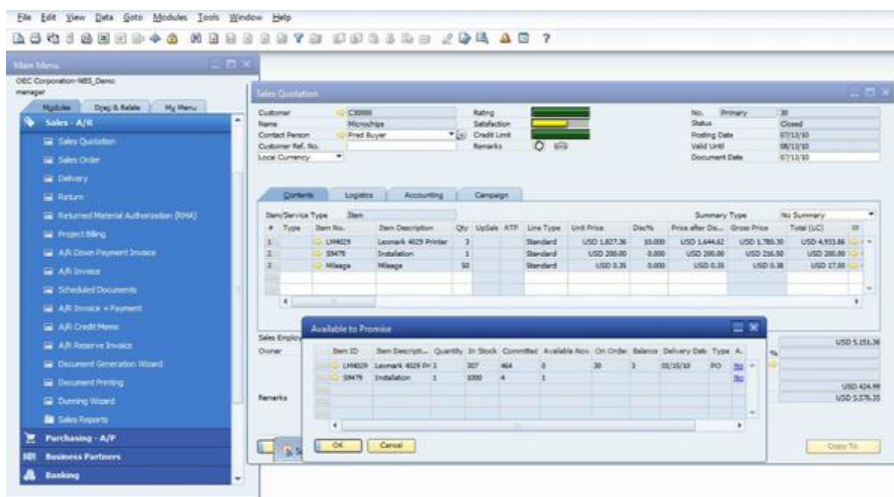 File Edit View Data Goto Modules Tools Window Help
Main Menu
OEC Corporation-NBS_Demo
manager
Modules Drag & Relate My Menu
Sales - A/R
Sales Quotation
Sales Order
Delivery
Return
Returned Material Authorization (RMA)
Project Billing
A/R Down Payment Invoice
A/R Invoice
Scheduled Documents
A/R Invoice + Payment
A/R Credit Memo
A/R Reserve Invoice
Document Generation Wizard
Document Printing
Dunning Wizard
Sales Reports
Purchasing - A/P
Business Partners
Banking
Sales Quotation
Customer C30000 Rating No. Primary 30
Name Microchips Satisfaction Status Closed
Contact Person Fred Buyer Credit Limit Posting Date 07/13/10
Customer Ref. No. Remarks Valid Until 08/13/10
Local Currency Document Date 07/13/10
Contents Logistics Accounting Campaign
Item/Service Type Item Summary Type No Summary
# Type Item No. Item Description Qty UpSale ATP Line Type Unit Price Disc% Price after Dis... Gross Price Total (LC)
1 LM4029 Lexmark 4029 Printer 3 Standard USD 1,827.36 10.000 USD 1,644.62 USD 1,780.30 USD 4,933.86
2 S9479 Installation 1 Standard USD 200.00 0.000 USD 200.00 USD 216.50 USD 200.00
3 Mileage Mileage 50 Standard USD 0.35 0.000 USD 0.35 USD 0.38 USD 17.50
Sales Employ
Owner
Remarks
Available to Promise
Item ID Item Descripti... Quantity In Stock Committed Available Now On Order Balance Delivery Date Type A..
LM4029 Lexmark 4029 Pr 3 307 464 0 30 3 01/15/10 PO No
S9479 Installation 1 1000 4 1 No
OK Cancel
USD 5,151.36
%
USD 424.99
USD 5,576.35
Copy To